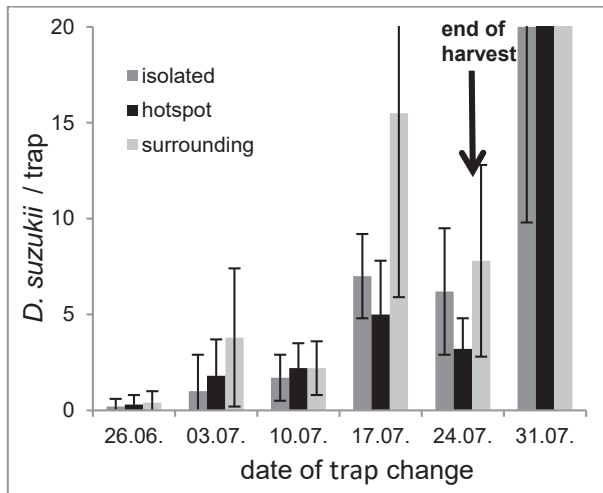 20
15
10
5
0
D. suzukii / trap
isolated
hotspot
surrounding
end of
harvest
26.06. 03.07. 10.07. 17.07. 24.07. 31.07.
date of trap change